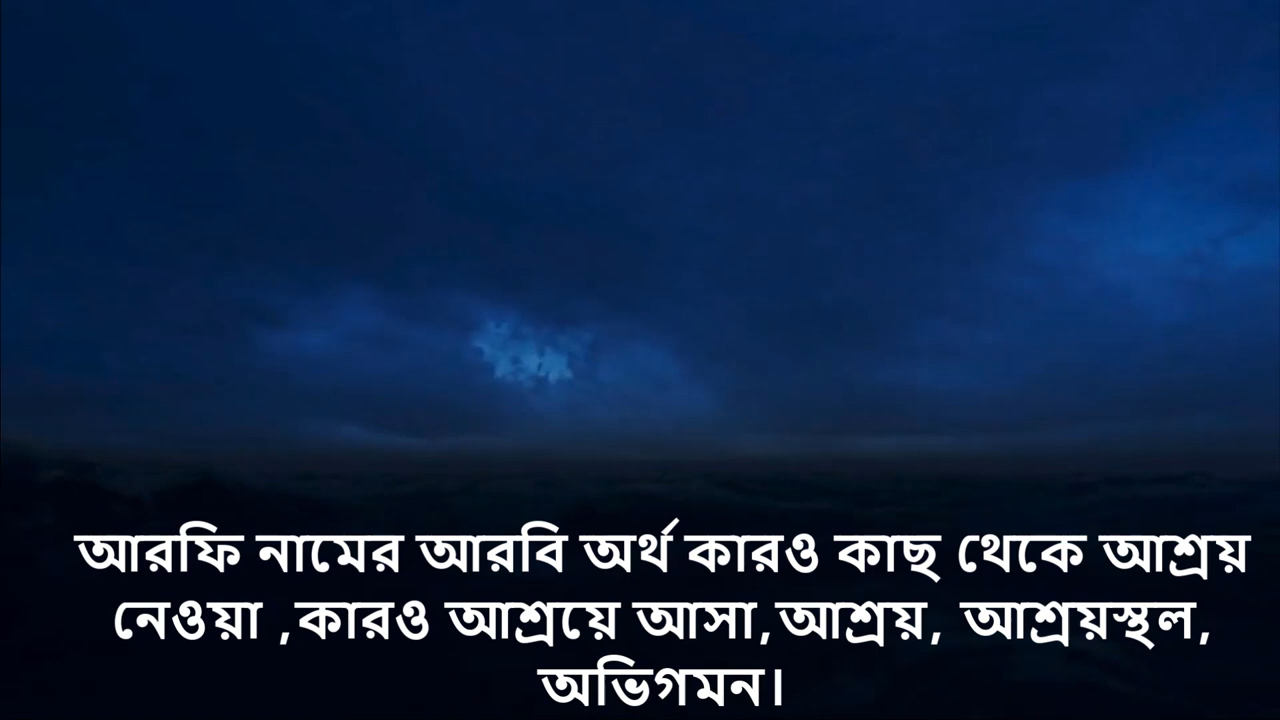 আরফি নামের আরবি অর্থ কারও কাছ থেকে আশ্রয়
নেওয়া ,কারও আশ্রয়ে আসা,আশ্রয়, আশ্রয়স্থল,
অভিগমন।